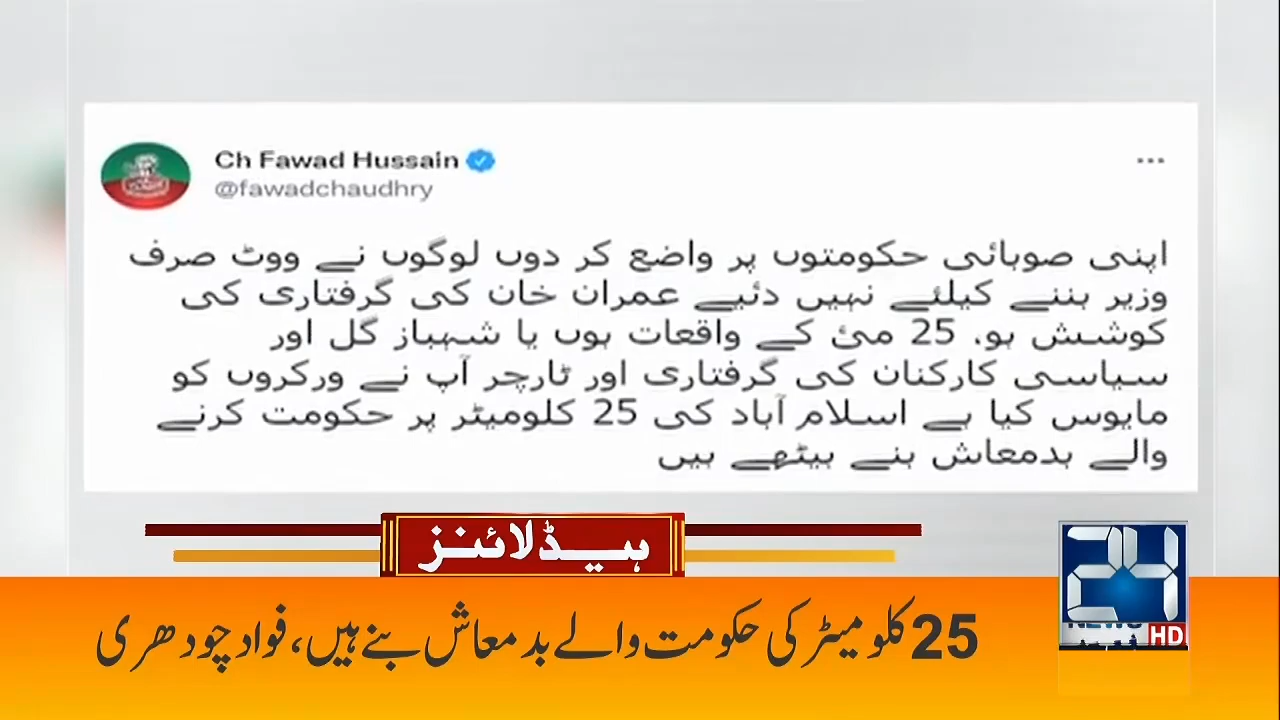 Ch Fawad Hussain
@fawadchaudhry
اپنی صوبائی حکومتوں پر واضع کر دوں لوگوں نے ووٹ صرف
وزیر بننے کیلئے نہیں دئیے عمران خان کی گرفتاری کی
کوشش ہو، 25 مئ کے واقعات ہوں یا شہباز گل اور
سیاسی کارکنان کی گرفتاری اور ٹارچر آپ نے ورکروں کو
مایوس کیا ہے اسلام آباد کی 25 کلومیٹر پر حکومت کرنے
والے بدمعاش بنے بیٹھے ہیں
ہیڈلائنز
25 کلومیٹر کی حکومت والے بدمعاش بنے ہیں، فواد چودھری
24
NEWS
HD